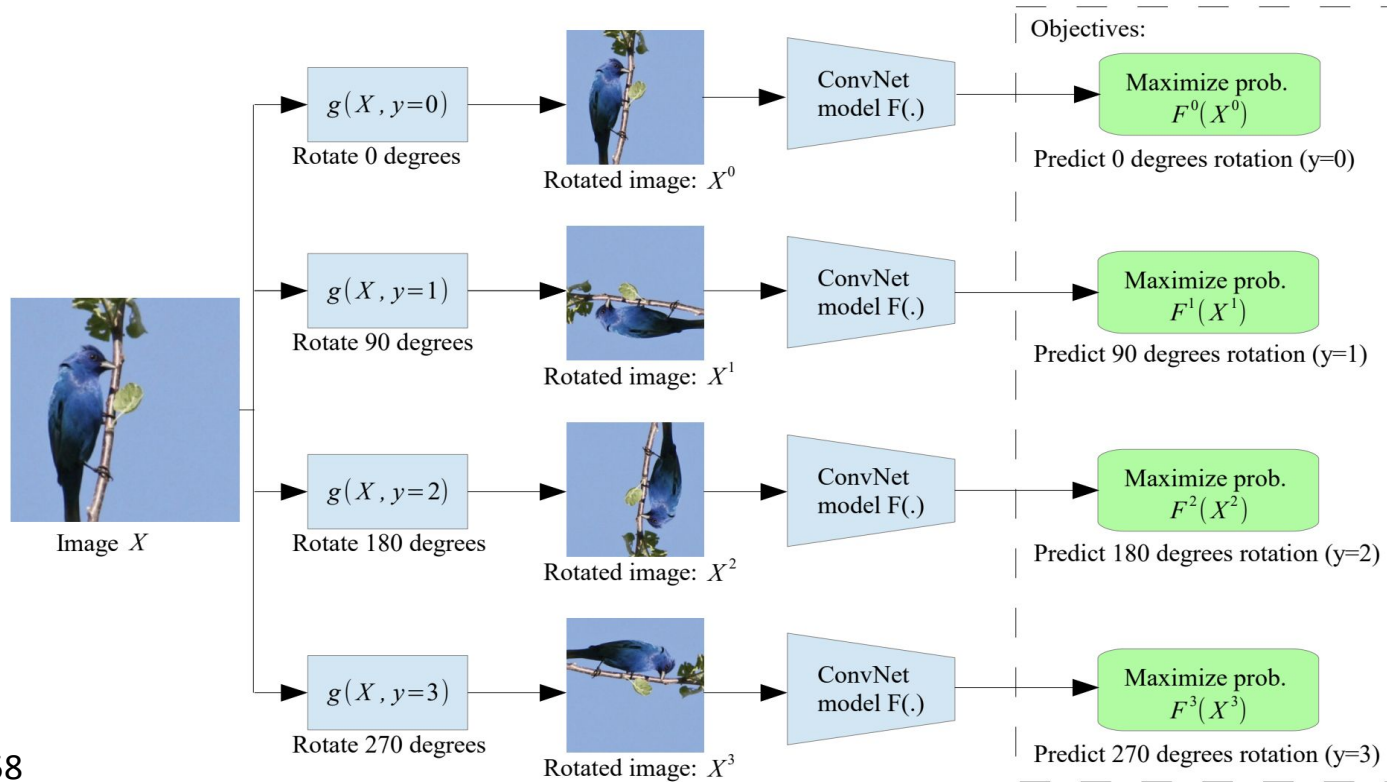 Objectives:
g(X, y=0)
Rotate 0 degrees
Rotated image: X⁰
ConvNet
model F(.)
Maximize prob.
F⁰(X⁰)
Predict 0 degrees rotation (y=0)
g(X, y=1)
Rotate 90 degrees
Rotated image: X¹
ConvNet
model F(.)
Maximize prob.
F¹(X¹)
Predict 90 degrees rotation (y=1)
Image X
g(X, y=2)
Rotate 180 degrees
Rotated image: X²
ConvNet
model F(.)
Maximize prob.
F²(X²)
Predict 180 degrees rotation (y=2)
g(X, y=3)
Rotate 270 degrees
Rotated image: X³
ConvNet
model F(.)
Maximize prob.
F³(X³)
Predict 270 degrees rotation (y=3)